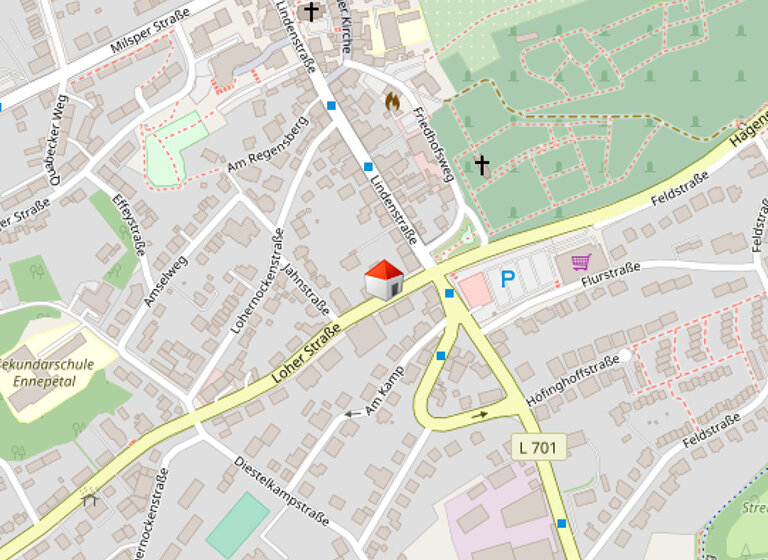 Milsper Straße
Lindenstraße
er Kirche
Quabecker Weg
Am Regensberg
Friedhofsweg
Hagene
er Straße
Effeystraße
Lindenstraße
Feldstraße
Feldstraße
Amselweg
Lohernockenstraße
Jahnstraße
P
Flurstraße
Loher Straße
Sekundarschule
Ennepetal
Am Kamp
Höfinghoffstraße
Feldstraße
L 701
Diestelkampstraße
ernockenstraße
Stre